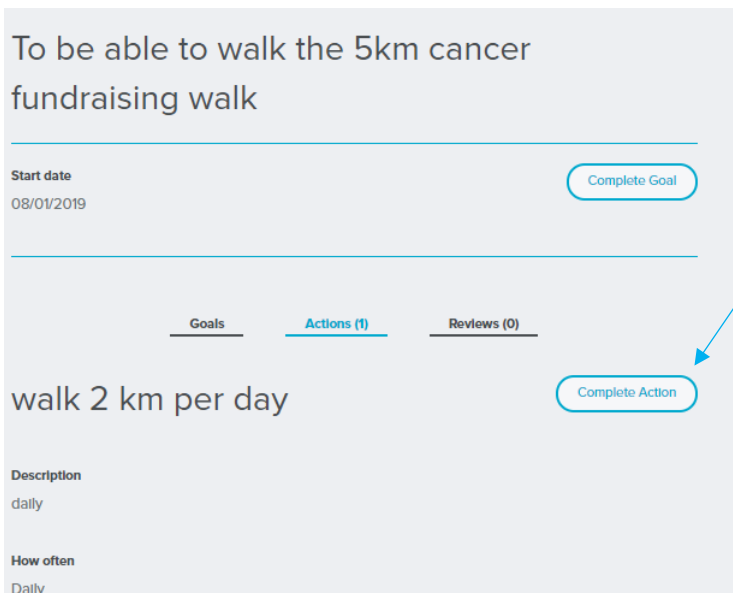 To be able to walk the 5km cancer
fundraising walk
Start date
Complete Goal
08/01/2019
Goals
Actions (1)
Reviews (0)
walk 2 km per day
Complete Action
Description
daily
How often
Daily